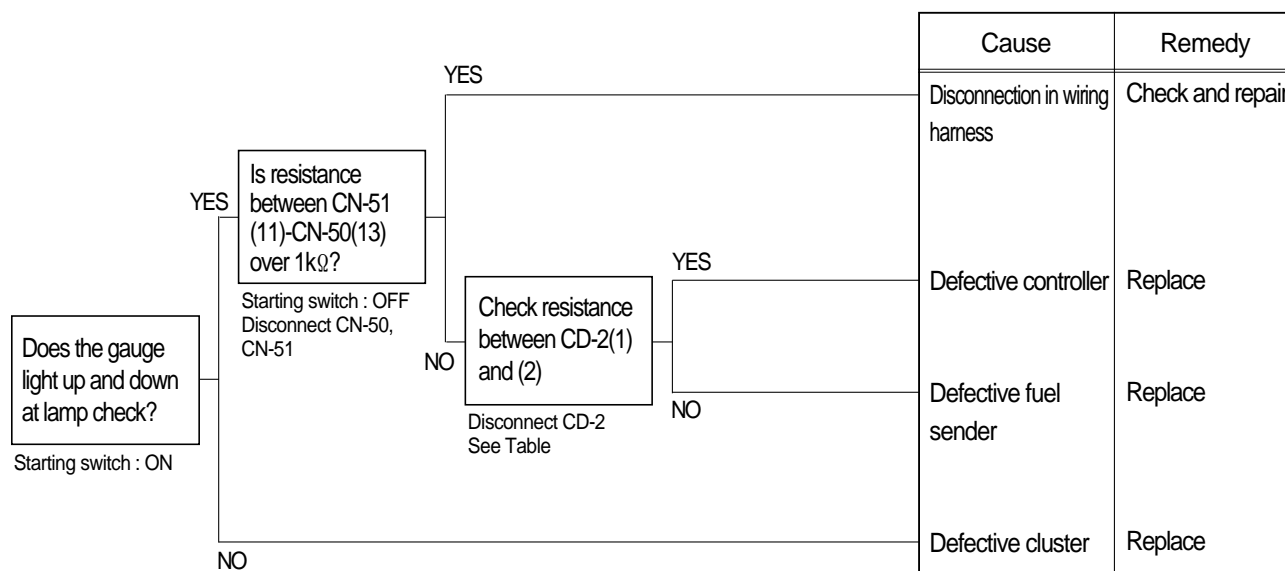 Cause
Remedy
YES
Disconnection in wiring
harness
Check and repair
YES
Is resistance
between CN-51
(11)-CN-50(13)
over 1kΩ?
Starting switch : OFF
Disconnect CN-50,
CN-51
YES
Defective controller
Replace
NO
Check resistance
between CD-2(1)
and (2)
Disconnect CD-2
See Table
Does the gauge
light up and down
at lamp check?
Starting switch : ON
NO
Defective fuel
sender
Replace
NO
Defective cluster
Replace